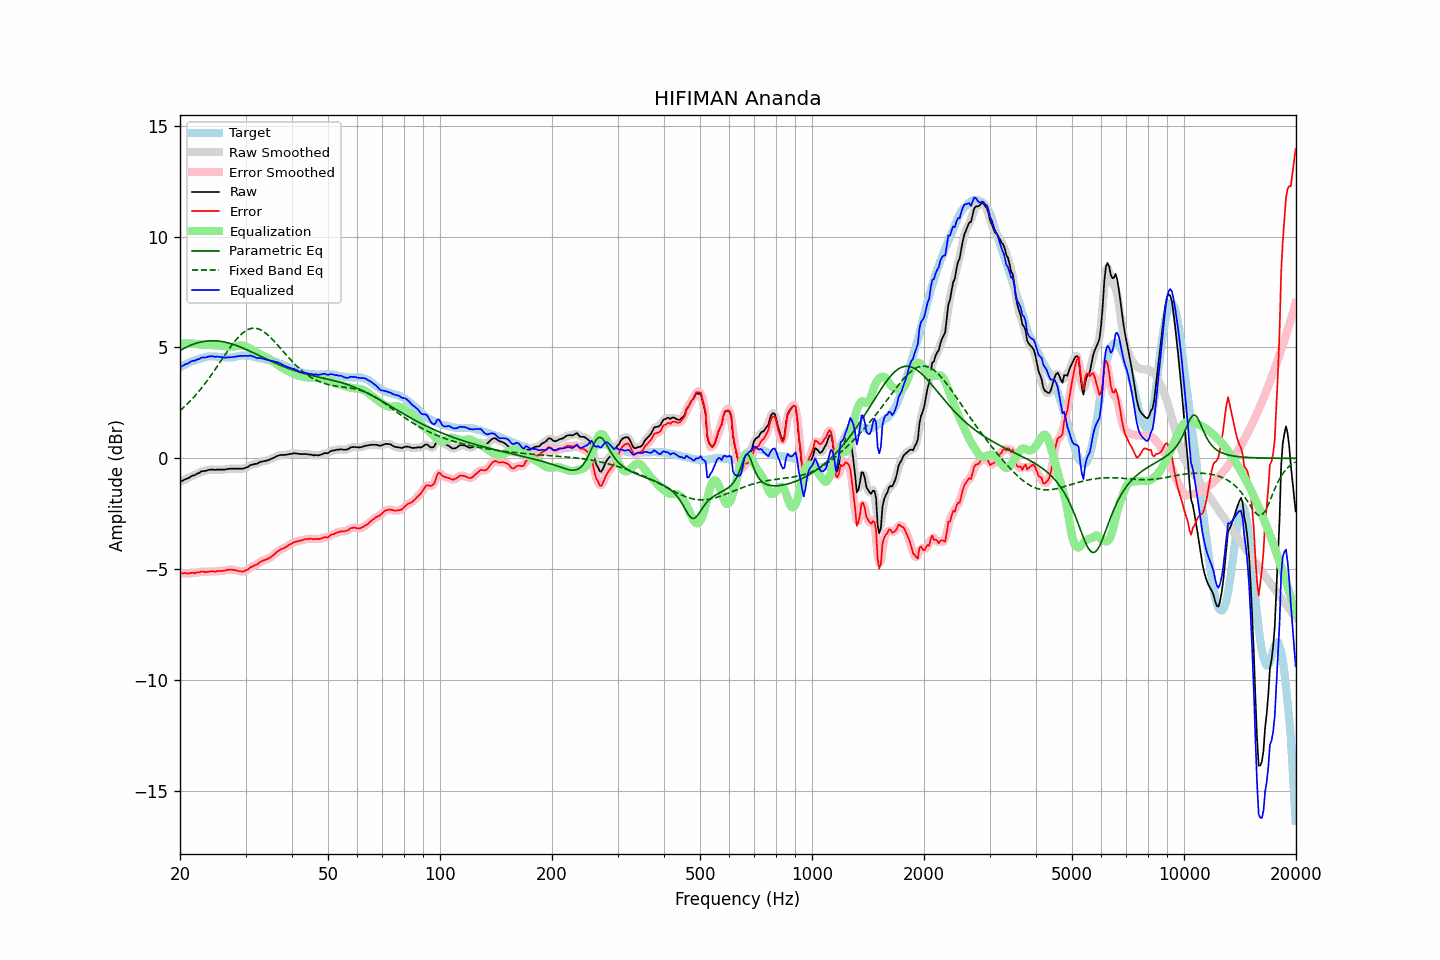 HIFIMAN Ananda
Target
Raw Smoothed
Error Smoothed
Raw
Error
Equalization
Parametric Eq
Fixed Band Eq
Equalized
15
10
5
0
−5
−10
−15
Amplitude (dBr)
20 50 100 200 500 1000 2000 5000 10000 20000
Frequency (Hz)